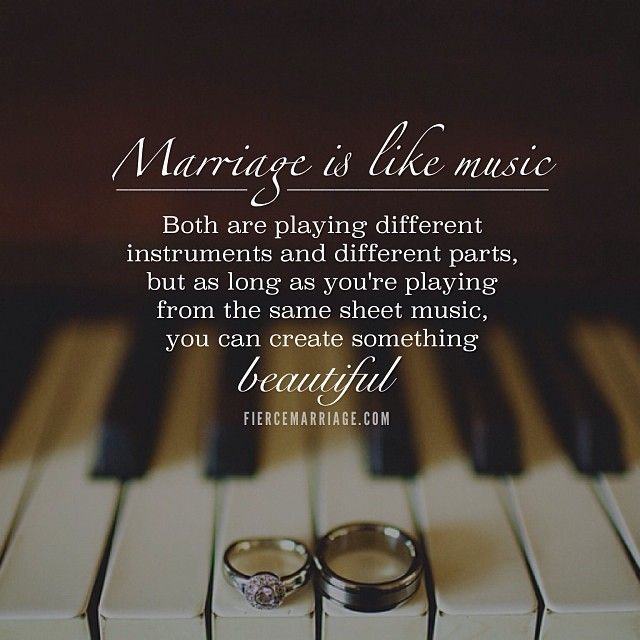 Marriage is like music
Both are playing different
instruments and different parts,
but as long as you're playing
from the same sheet music,
you can create something
beautiful
FIERCEMARRIAGE.COM